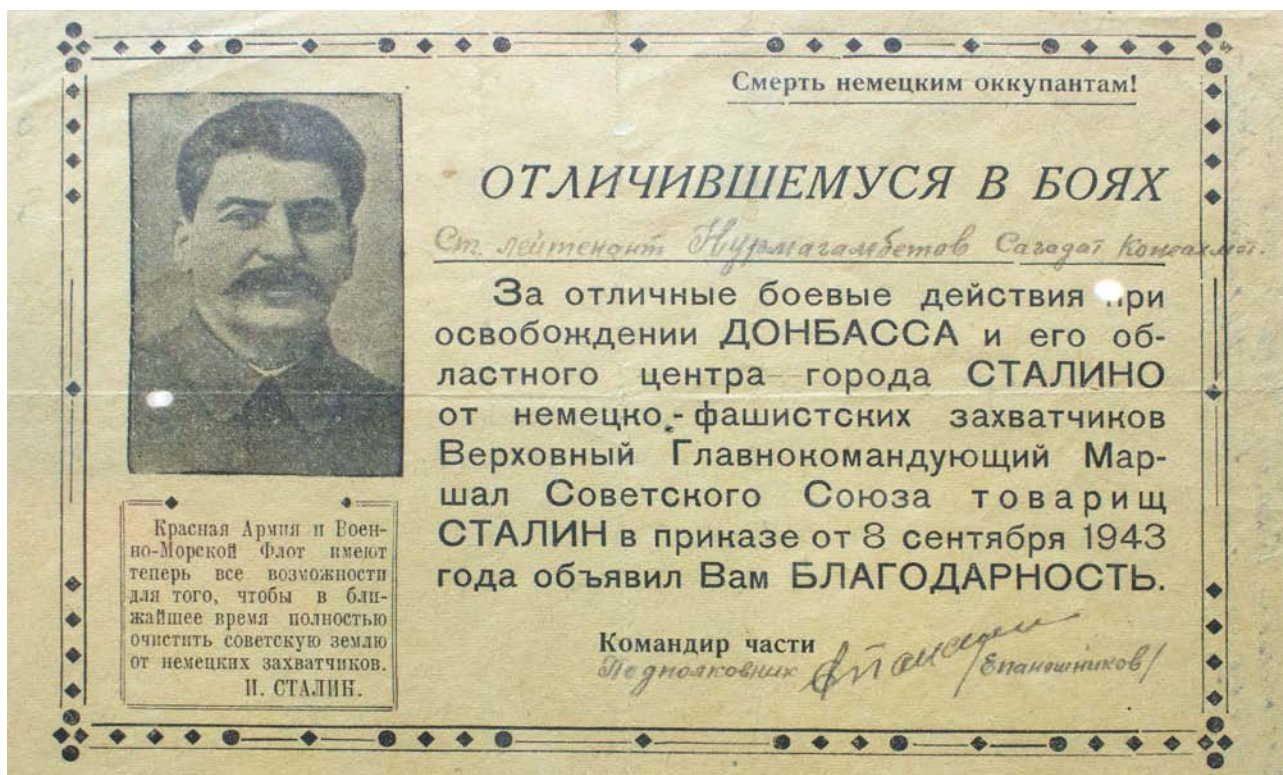 Смерть немецким оккупантам!
ОТЛИЧИВШЕМУСЯ В БОЯХ
Ст. лейтенант Нурмагамбетов Сагадат
За отличные боевые действия при
освобождении ДОНБАССА и его об-
ластного центра города СТАЛИНО
от немецко-фашистских захватчиков
Верховный Главнокомандующий Мар-
шал Советского Союза товарищ
СТАЛИН в приказе от 8 сентября 1943
года объявил Вам БЛАГОДАРНОСТЬ.
Командир части
Подполковник /Епанешников/
Красная Армия и Воен-
но-Морской Флот имеют
теперь все возможности
для того, чтобы в бли-
жайшее время полностью
очистить советскую землю
от немецких захватчиков.
И. СТАЛИН.